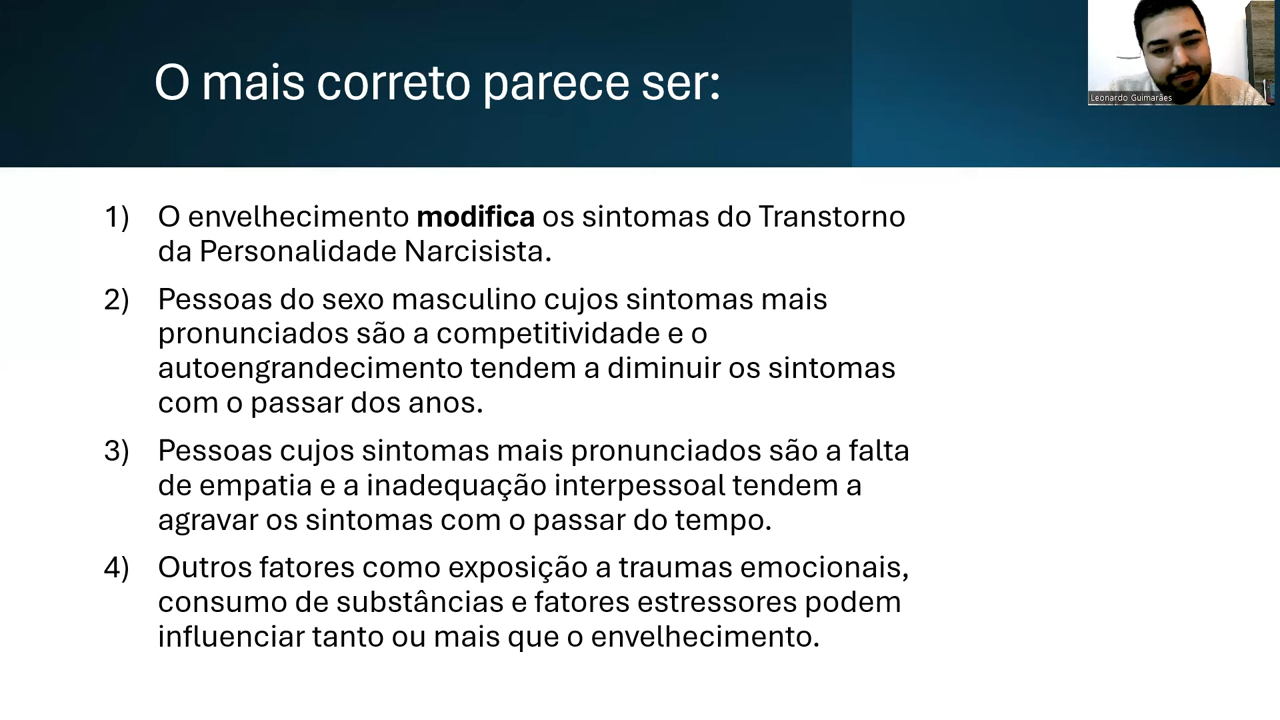 O mais correto parece ser:
Leonardo Guimarães
1) O envelhecimento modifica os sintomas do Transtorno
da Personalidade Narcisista.
2) Pessoas do sexo masculino cujos sintomas mais
pronunciados são a competitividade e o
autoengrandecimento tendem a diminuir os sintomas
com o passar dos anos.
3) Pessoas cujos sintomas mais pronunciados são a falta
de empatia e a inadequação interpessoal tendem a
agravar os sintomas com o passar do tempo.
4) Outros fatores como exposição a traumas emocionais,
consumo de substâncias e fatores estressores podem
influenciar tanto ou mais que o envelhecimento.